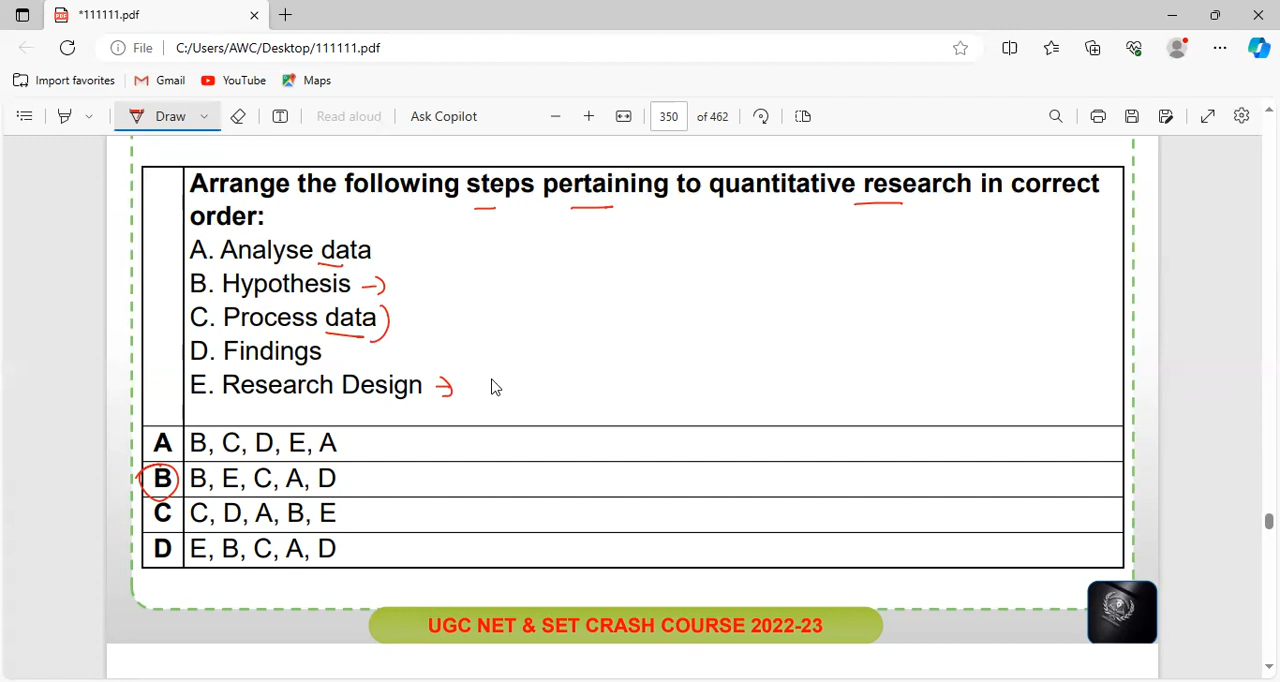 *111111.pdf
File
C:/Users/AWC/Desktop/111111.pdf
Import favorites
Gmail
YouTube
Maps
Draw
Read aloud
Ask Copilot
350
of 462
Arrange the following steps pertaining to quantitative research in correct
order:
A. Analyse data
B. Hypothesis
C. Process data
D. Findings
E. Research Design
A B, C, D, E, A
B B, E, C, A, D
C C, D, A, B, E
D E, B, C, A, D
UGC NET & SET CRASH COURSE 2022-23